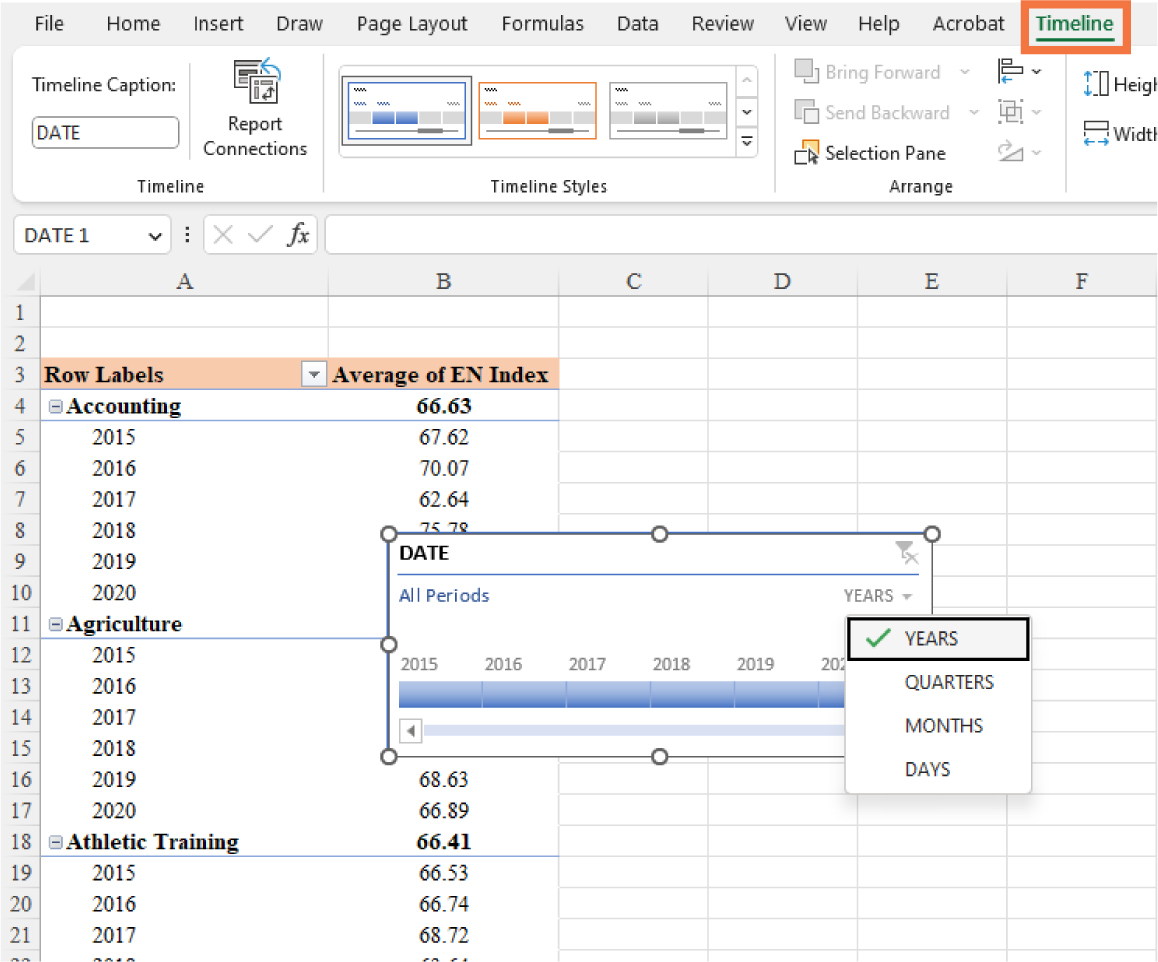 File Home Insert Draw Page Layout Formulas Data Review View Help Acrobat Timeline
Timeline Caption:
DATE
Report
Connections
Timeline
Timeline Styles
Bring Forward
Send Backward
Selection Pane
Arrange
DATE 1
fx
A B C D E F
1
2
3 Row Labels Average of EN Index
4 Accounting 66.63
5 2015 67.62
6 2016 70.07
7 2017 62.64
8 2018 75.78
9 2019
10 2020
11 Agriculture
12 2015
13 2016
14 2017
15 2018
16 2019 68.63
17 2020 66.89
18 Athletic Training 66.41
19 2015 66.53
20 2016 66.74
21 2017 68.72
DATE
All Periods YEARS
2015 2016 2017 2018 2019
YEARS
QUARTERS
MONTHS
DAYS